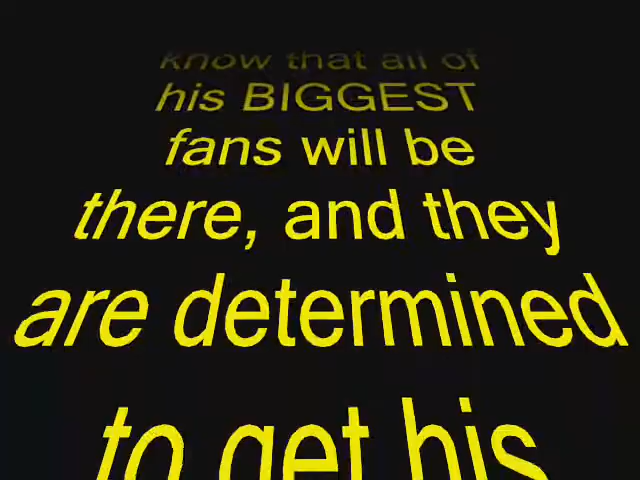 know that all of
his BIGGEST
fans will be
there, and they
are determined
to get his